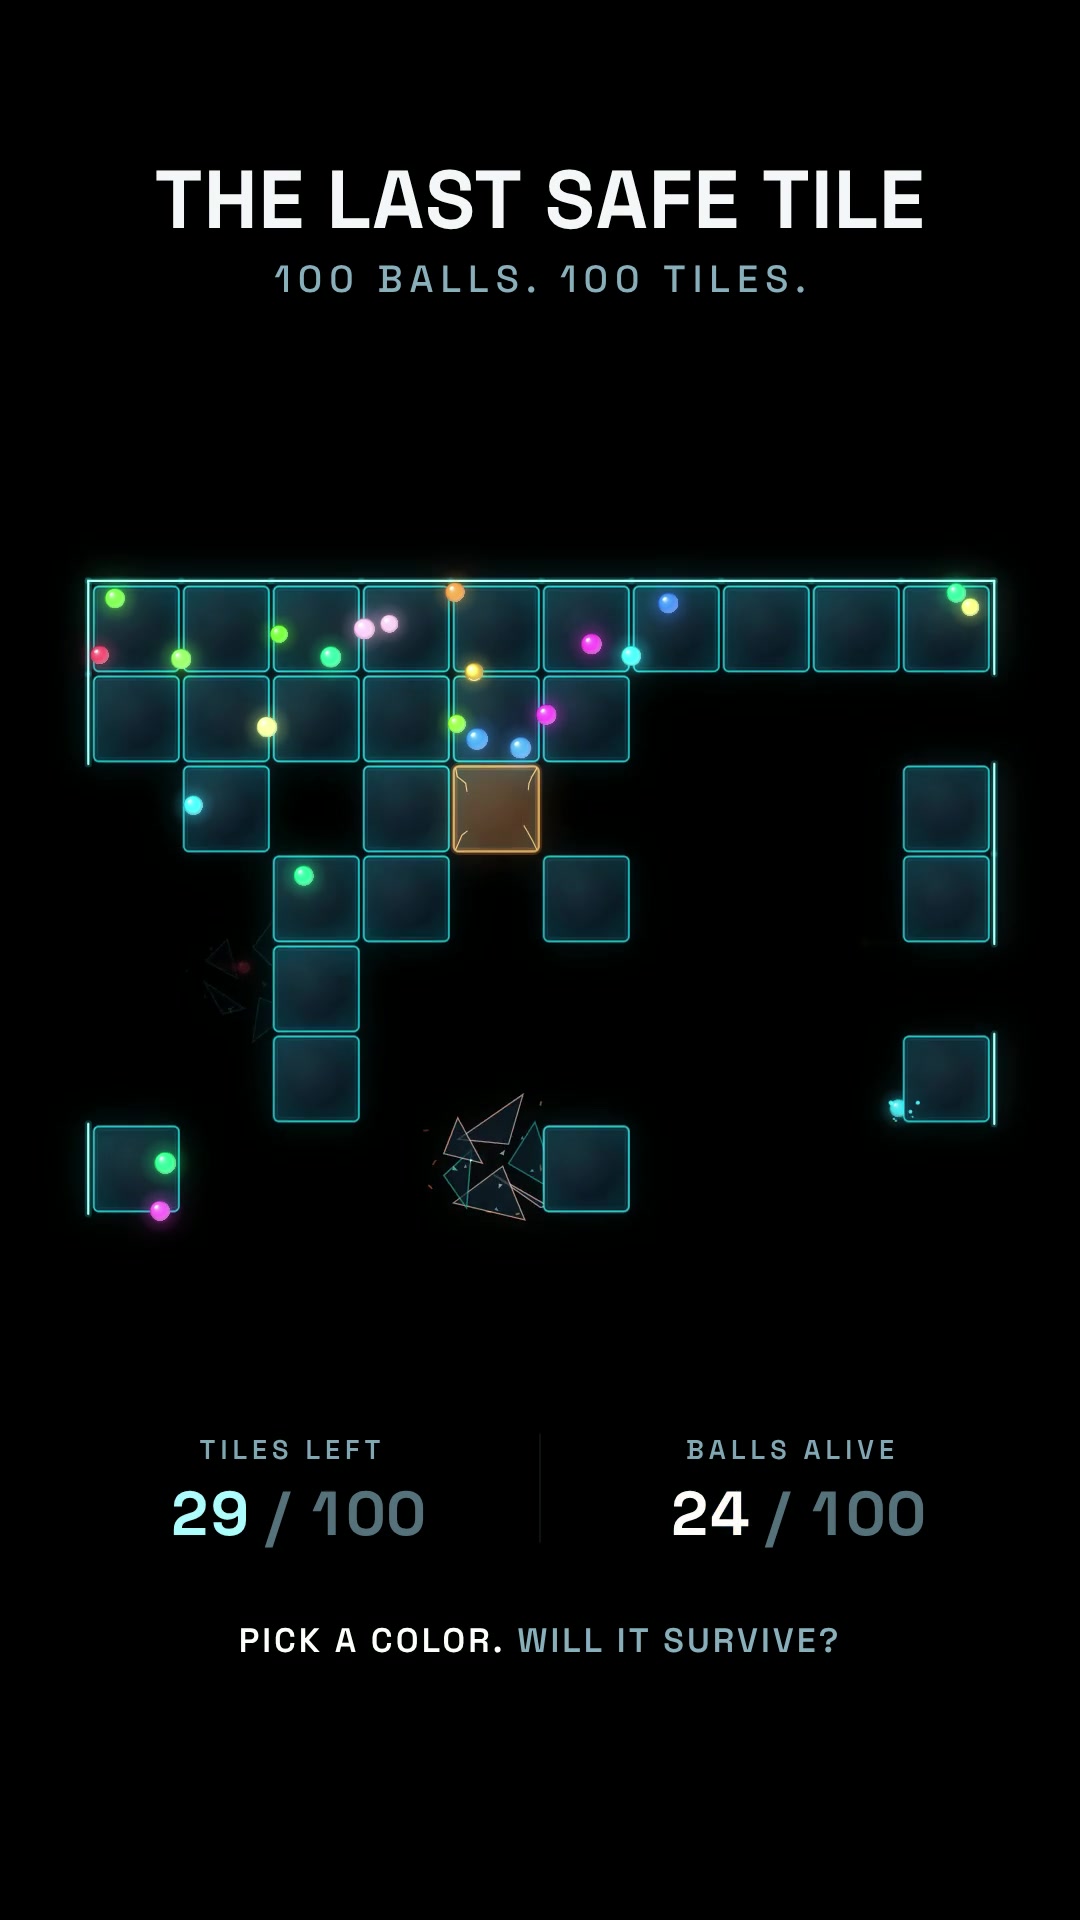 THE LAST SAFE TILE
100 BALLS. 100 TILES.
TILES LEFT
29 / 100
BALLS ALIVE
24 / 100
PICK A COLOR. WILL IT SURVIVE?